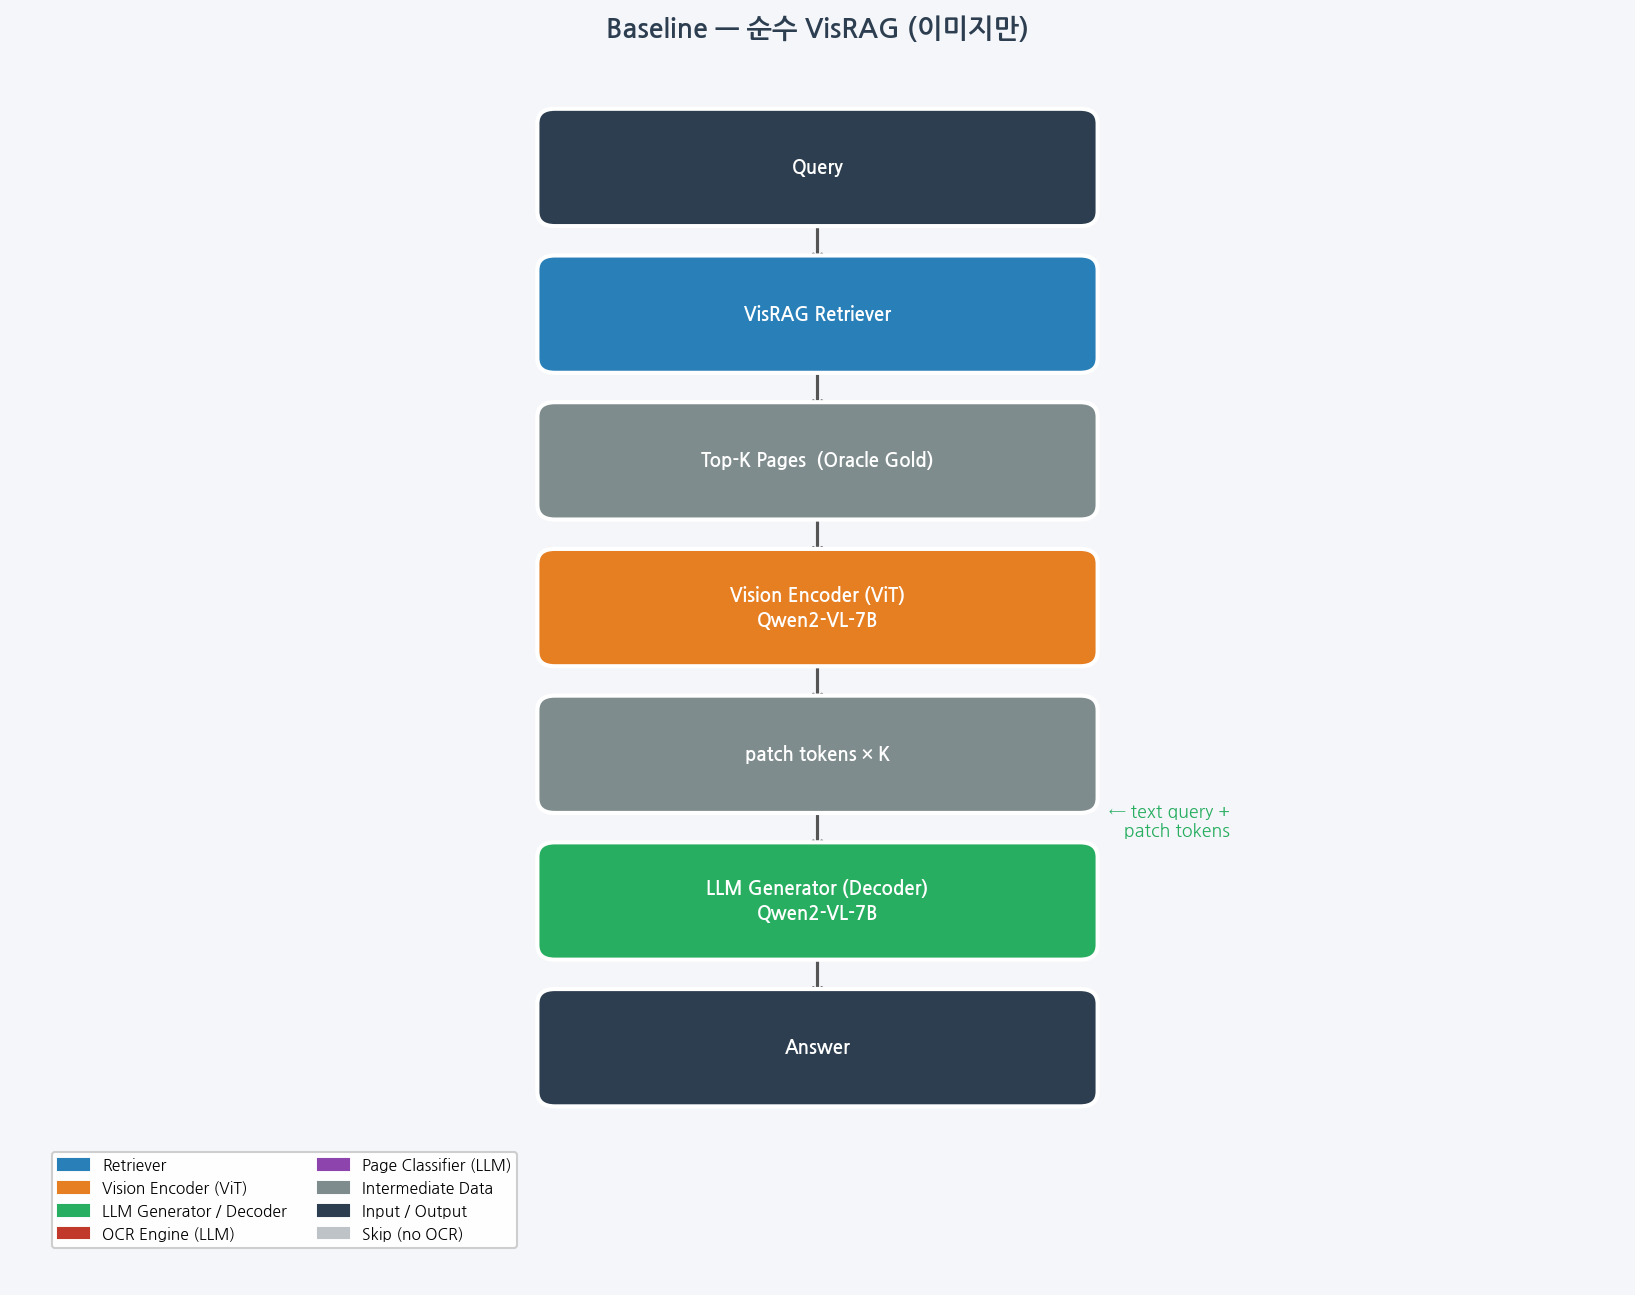 Baseline — 순수 VisRAG (이미지만)
Query
VisRAG Retriever
Top-K Pages  (Oracle Gold)
Vision Encoder (ViT)
Qwen2-VL-7B
patch tokens × K
← text query +
patch tokens
LLM Generator (Decoder)
Qwen2-VL-7B
Answer
Retriever
Vision Encoder (ViT)
LLM Generator / Decoder
OCR Engine (LLM)
Page Classifier (LLM)
Intermediate Data
Input / Output
Skip (no OCR)